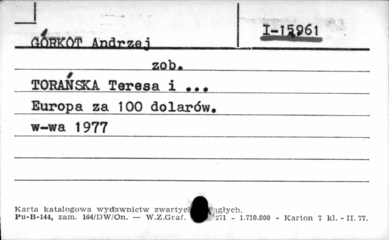 GÓRKOT Andrzej
I-15961
zob.
TORAŃSKA Teresa i ...
Europa za 100 dolarów.
w-wa 1977
Karta katalogowa wydawnictw zwartych
Pu-B-144, zam. 164/DW/On. — W.Z.Graf. 271 - 1.710.000 - Karton 7 kl. - II. 77.